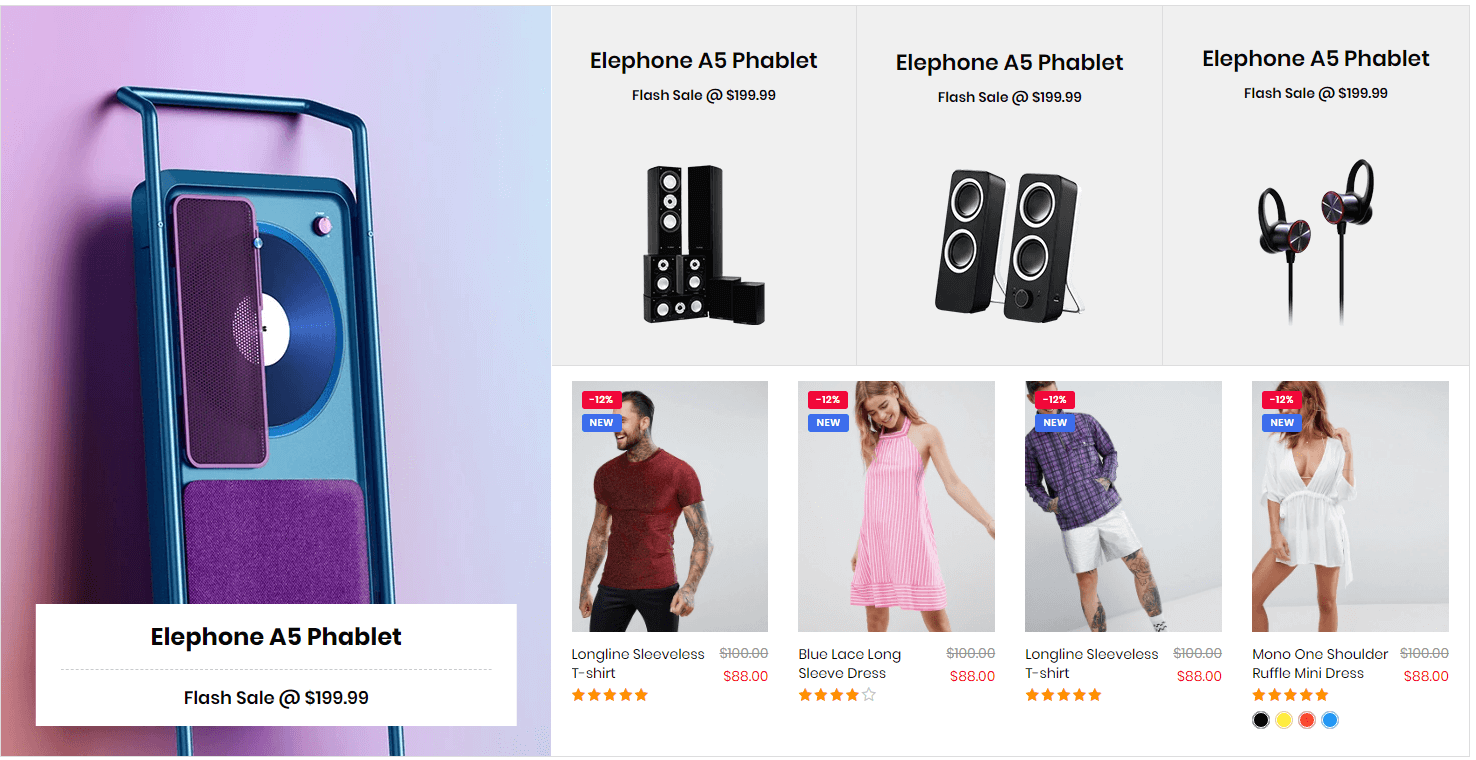 Elephone A5 Phablet
Flash Sale @ $199.99
Elephone A5 Phablet
Flash Sale @ $199.99
Elephone A5 Phablet
Flash Sale @ $199.99
Elephone A5 Phablet
Flash Sale @ $199.99
-12%
NEW
Longline Sleeveless $100.00
T-shirt $88.00
-12%
NEW
Blue Lace Long $100.00
Sleeve Dress $88.00
-12%
NEW
Longline Sleeveless $100.00
T-shirt $88.00
-12%
NEW
Mono One Shoulder $100.00
Ruffle Mini Dress $88.00